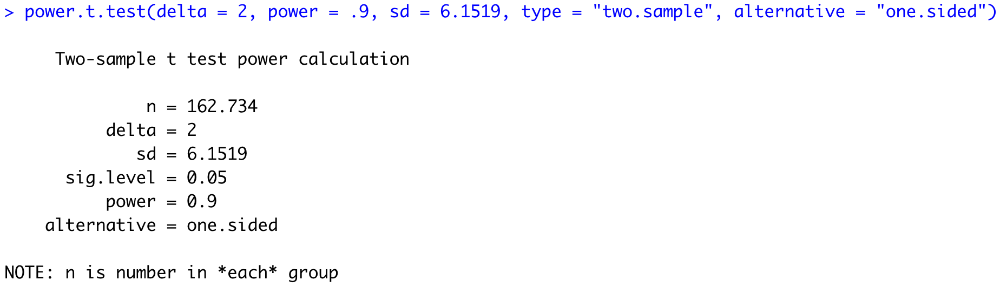 > power.t.test(delta = 2, power = .9, sd = 6.1519, type = "two.sample", alternative = "one.sided")
Two-sample t test power calculation
n = 162.734
delta = 2
sd = 6.1519
sig.level = 0.05
power = 0.9
alternative = one.sided
NOTE: n is number in *each* group